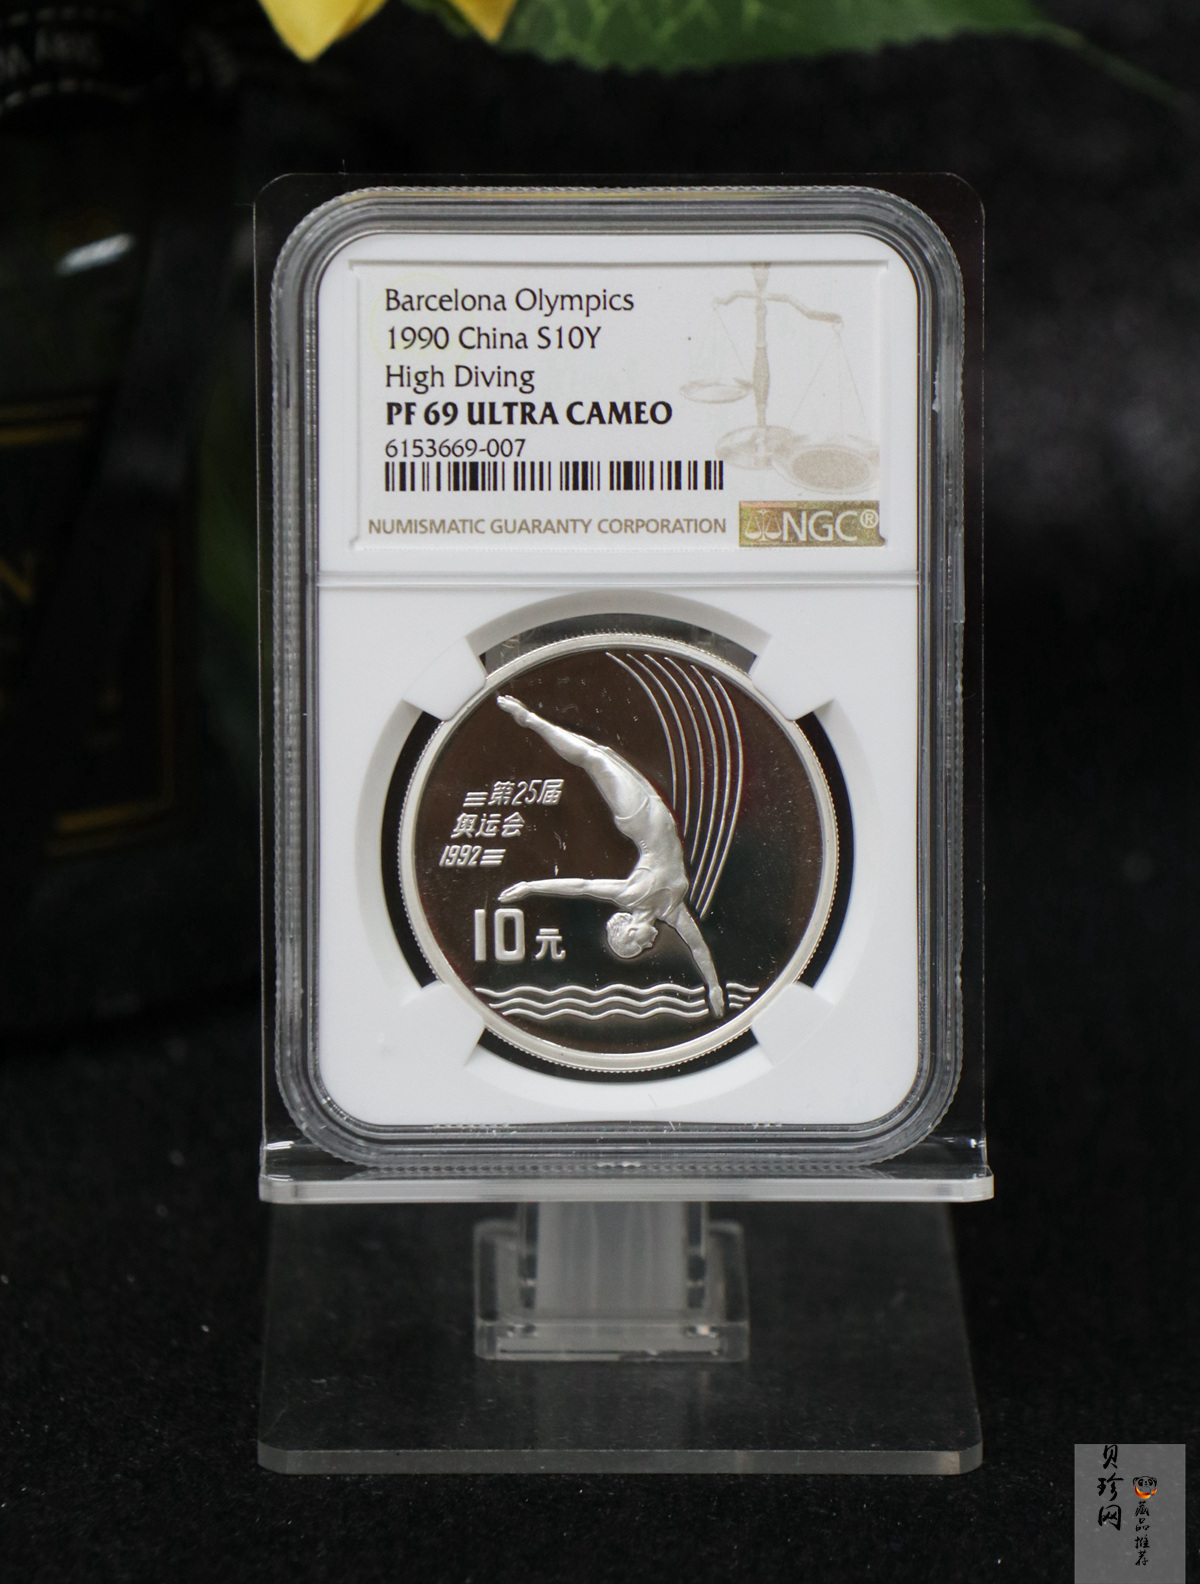 Barcelona Olympics
1990 China S10Y
High Diving
PF 69 ULTRA CAMEO
6153669-007
NUMISMATIC GUARANTY CORPORATION
NGC®
第25届
奥运会
1992
10元
贝珍网
藏品推荐